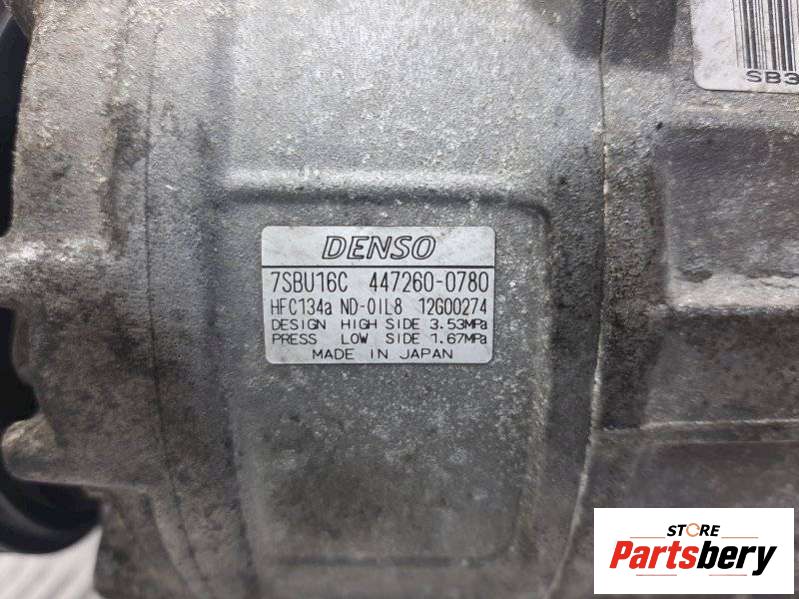 SB3
DENSO
7SBU16C 447260-0780
HFC134a ND-OIL8 12G00274
DESIGN HIGH SIDE 3.53MPa
PRESS LOW SIDE 1.67MPa
MADE IN JAPAN
STORE
Partsbery